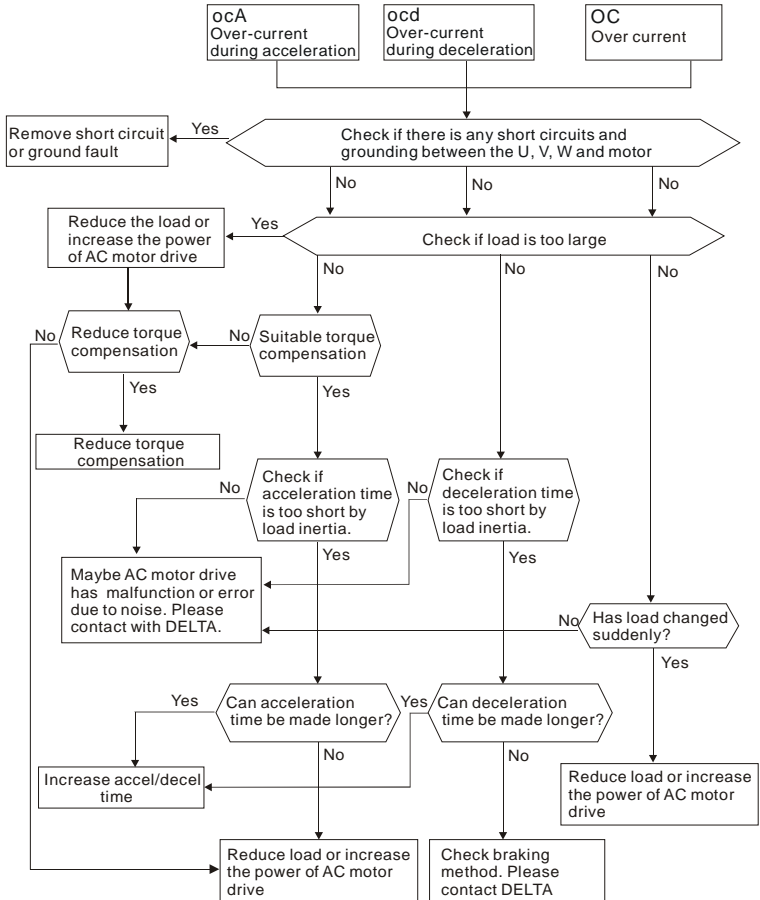 ocA
Over-current
during acceleration
ocd
Over-current
during deceleration
OC
Over current
Remove short circuit
or ground fault
Yes
Check if there is any short circuits and
grounding between the U, V, W and motor
No
No
No
Reduce the load or
increase the power
of AC motor drive
Yes
Check if load is too large
No
No
No
No
Reduce torque
compensation
No
Suitable torque
compensation
Yes
Yes
Reduce torque
compensation
No
Check if
acceleration time
is too short by
load inertia.
No
Check if
deceleration time
is too short by
load inertia.
Yes
Yes
Maybe AC motor drive
has malfunction or error
due to noise. Please
contact with DELTA.
No
Has load changed
suddenly?
Yes
Yes
Can acceleration
time be made longer?
Yes
Can deceleration
time be made longer?
No
No
Increase accel/decel
time
Reduce load or increase
the power of AC motor
drive
Reduce load or increase
the power of AC motor
drive
Check braking
method. Please
contact DELTA